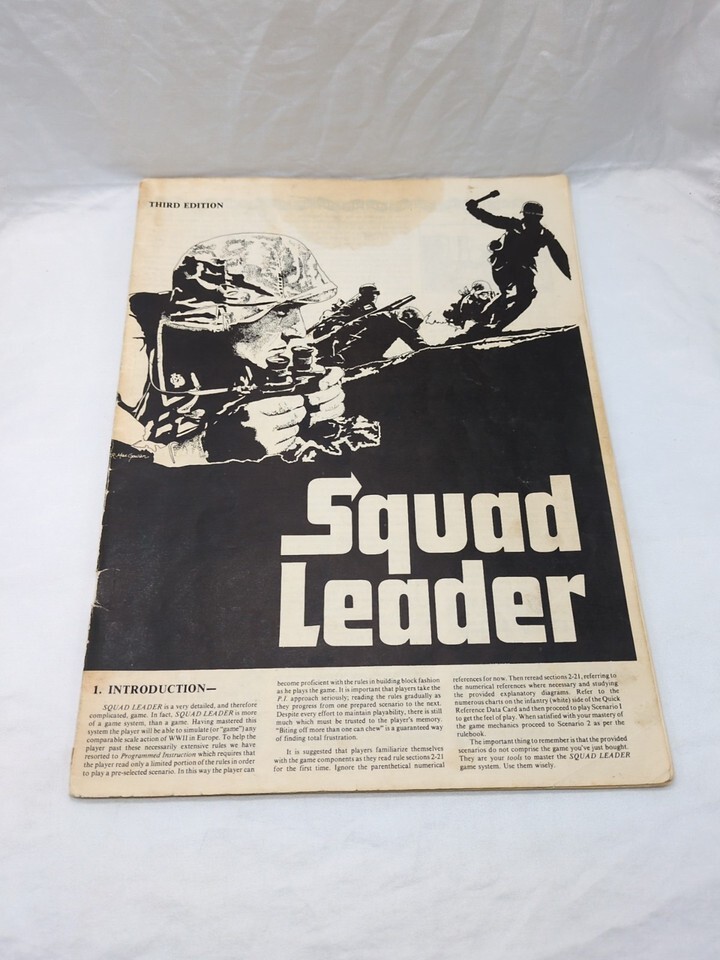 THIRD EDITION
Squad
Leader
1. INTRODUCTION—
SQUAD LEADER is a very detailed, and therefore
complicated, game. In fact, SQUAD LEADER is more
of a game system, than a game. Having mastered this
system the player will be able to simulate (or "game") any
comparable scale action of WWII in Europe. To help the
player past these necessarily extensive rules we have
resorted to Programmed Instruction which requires that
the player read only a limited portion of the rules in order
to play a pre-selected scenario. In this way the player can
become proficient with the rules in building block fashion
as he plays the game. It is important that players take the
P.I. approach seriously; reading the rules gradually as
they progress from one prepared scenario to the next.
Despite every effort to maintain playability, there is still
much which must be trusted to the player's memory.
"Biting off more than one can chew" is a guaranteed way
of finding total frustration.
It is suggested that players familiarize themselves
with the game components as they read rule sections 2-21
for the first time. Ignore the parenthetical numerical
references for now. Then reread sections 2-21, referring to
the numerical references where necessary and studying
the provided explanatory diagrams. Refer to the
numerous charts on the infantry (white) side of the Quick
Reference Data Card and then proceed to play Scenario 1
to get the feel of play. When satisfied with your mastery of
the game mechanics proceed to Scenario 2 as per the
rulebook.
The important thing to remember is that the provided
scenarios do not comprise the game you've just bought.
They are your tools to master the SQUAD LEADER
game system. Use them wisely.